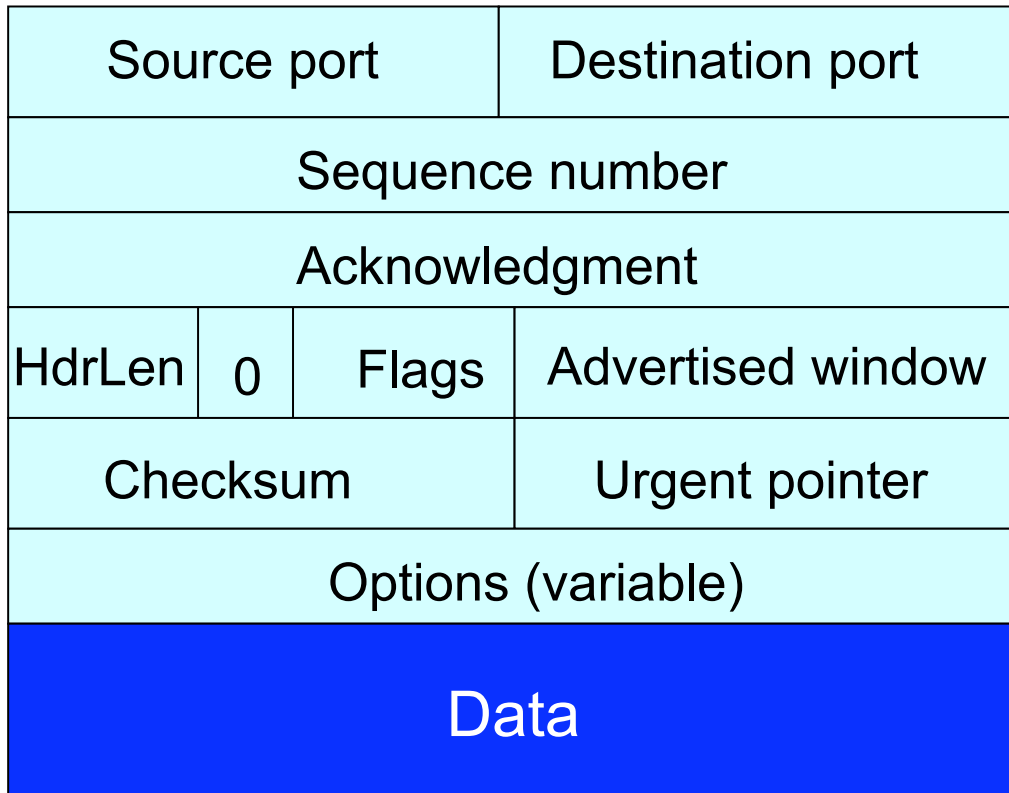 Source port Destination port
Sequence number
Acknowledgment
HdrLen 0 Flags Advertised window
Checksum Urgent pointer
Options (variable)
Data